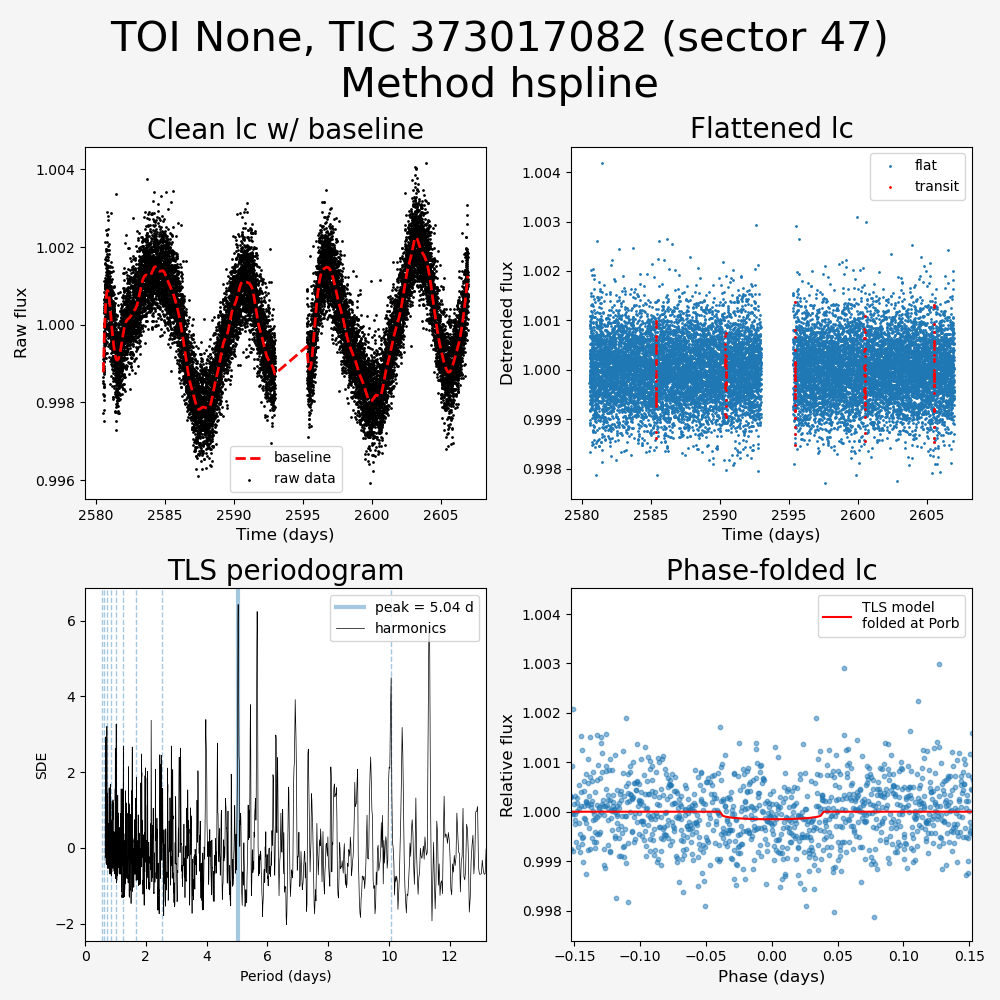 TOI None, TIC 373017082 (sector 47)
Method hspline
Clean lc w/ baseline
Raw flux
1.004
1.002
1.000
0.998
0.996
baseline
raw data
2580
2585
2590
2595
2600
2605
Time (days)
Flattened lc
Detrended flux
1.004
1.003
1.002
1.001
1.000
0.999
0.998
flat
transit
2580
2585
2590
2595
2600
2605
Time (days)
TLS periodogram
SDE
6
4
2
0
−2
peak = 5.04 d
harmonics
0
2
4
6
8
10
12
Period (days)
Phase-folded lc
Relative flux
1.004
1.003
1.002
1.001
1.000
0.999
0.998
TLS model
folded at Porb
−0.15
−0.10
−0.05
0.00
0.05
0.10
0.15
Phase (days)